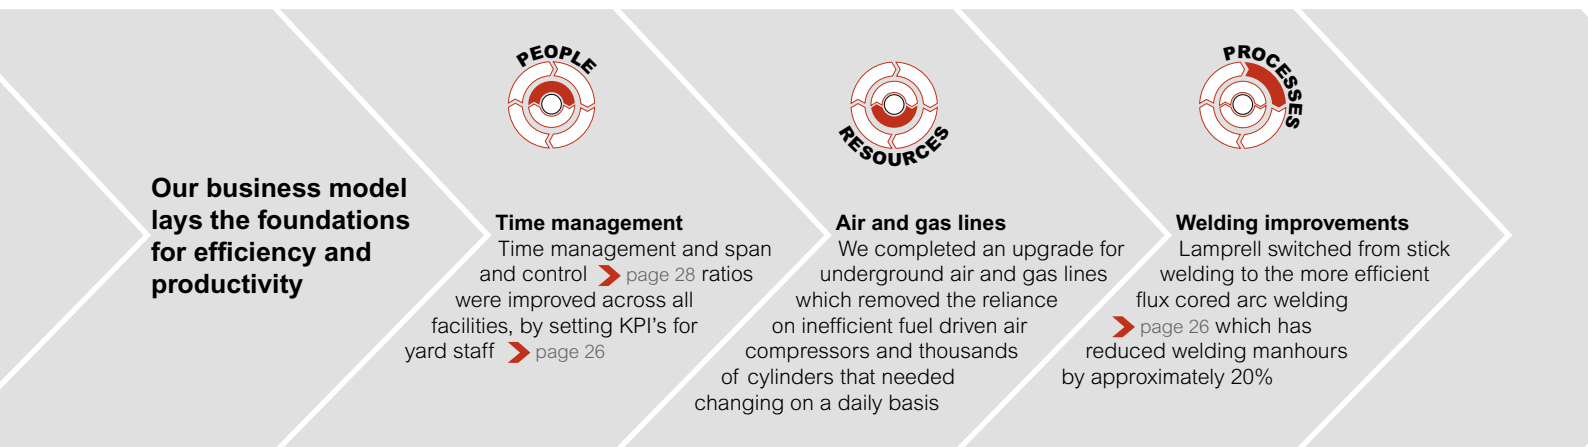 Our business model
lays the foundations
for efficiency and
productivity
PEOPLE
Time management
Time management and span
and control page 28 ratios
were improved across all
facilities, by setting KPI's for
yard staff page 26
RESOURCES
Air and gas lines
We completed an upgrade for
underground air and gas lines
which removed the reliance
on inefficient fuel driven air
compressors and thousands
of cylinders that needed
changing on a daily basis
PROCESSES
Welding improvements
Lamprell switched from stick
welding to the more efficient
flux cored arc welding
page 26 which has
reduced welding manhours
by approximately 20%